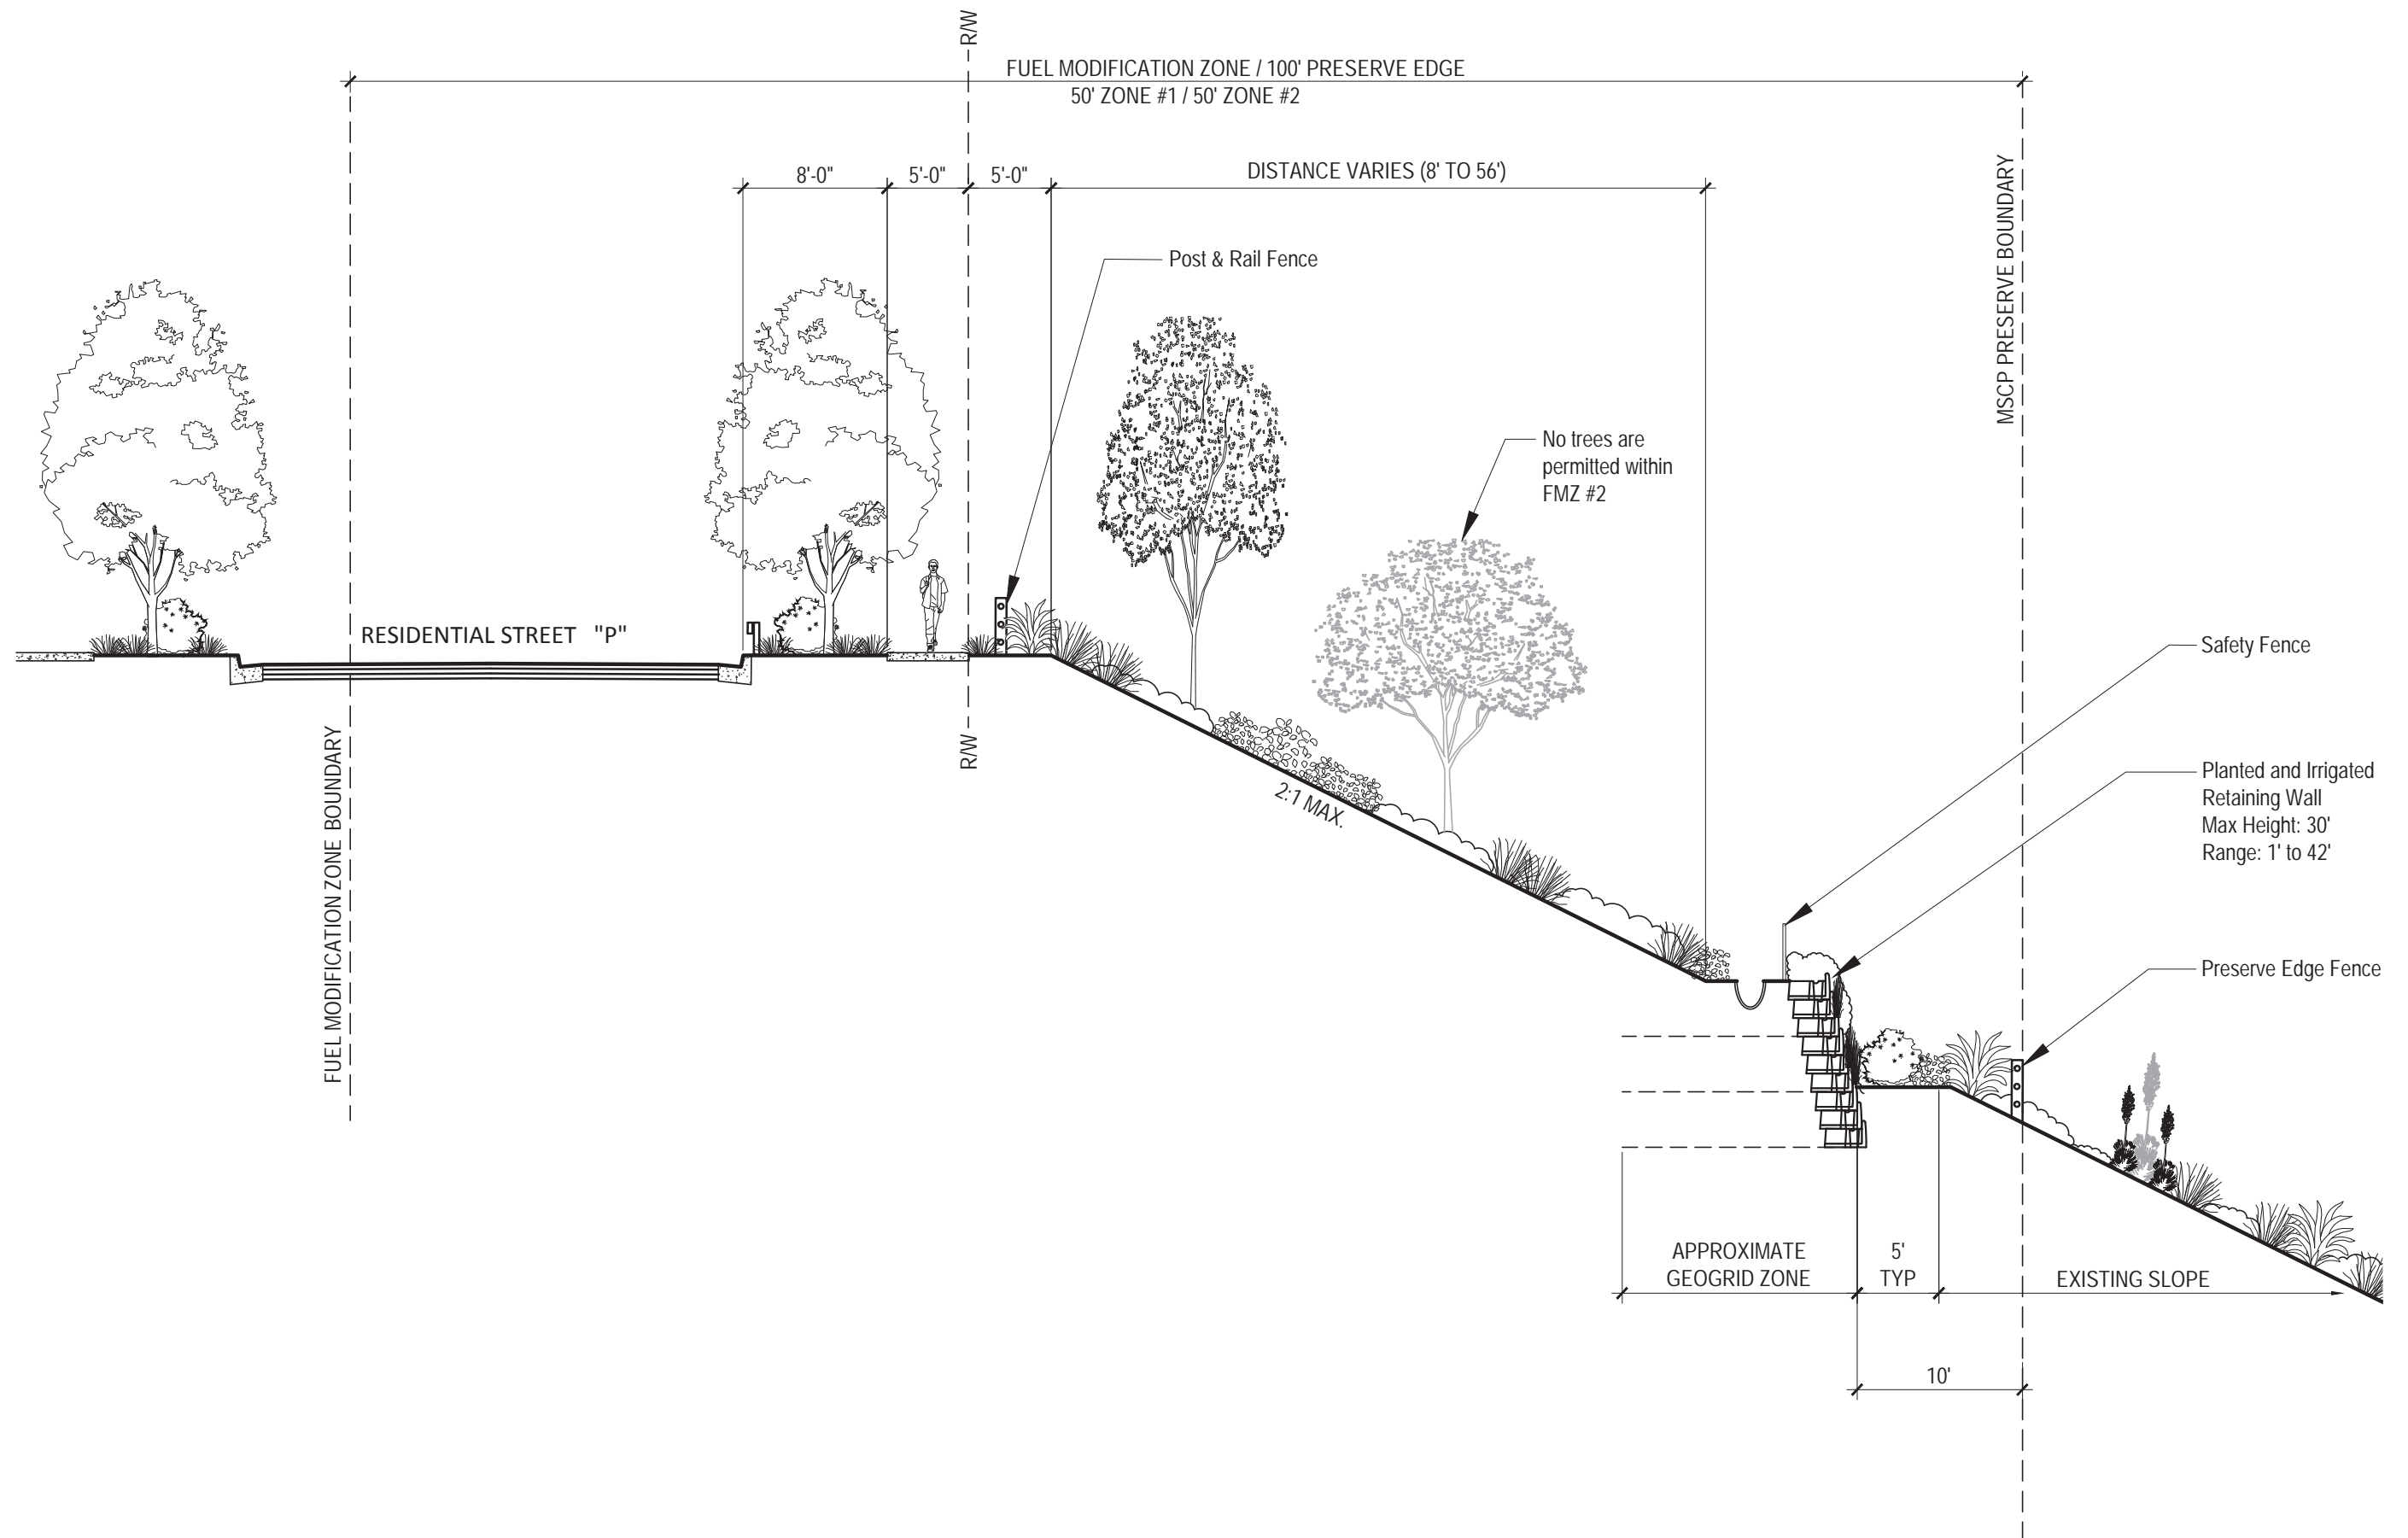 R/W
FUEL MODIFICATION ZONE / 100' PRESERVE EDGE
50' ZONE #1 / 50' ZONE #2
8'-0"
5'-0"
5'-0"
DISTANCE VARIES (8' TO 56')
MSCP PRESERVE BOUNDARY
Post & Rail Fence
No trees are
permitted within
FMZ #2
RESIDENTIAL STREET "P"
Safety Fence
FUEL MODIFICATION ZONE BOUNDARY
R/W
2:1 MAX.
Planted and Irrigated
Retaining Wall
Max Height: 30'
Range: 1' to 42'
Preserve Edge Fence
APPROXIMATE
GEOGRID ZONE
5'
TYP
EXISTING SLOPE
10'